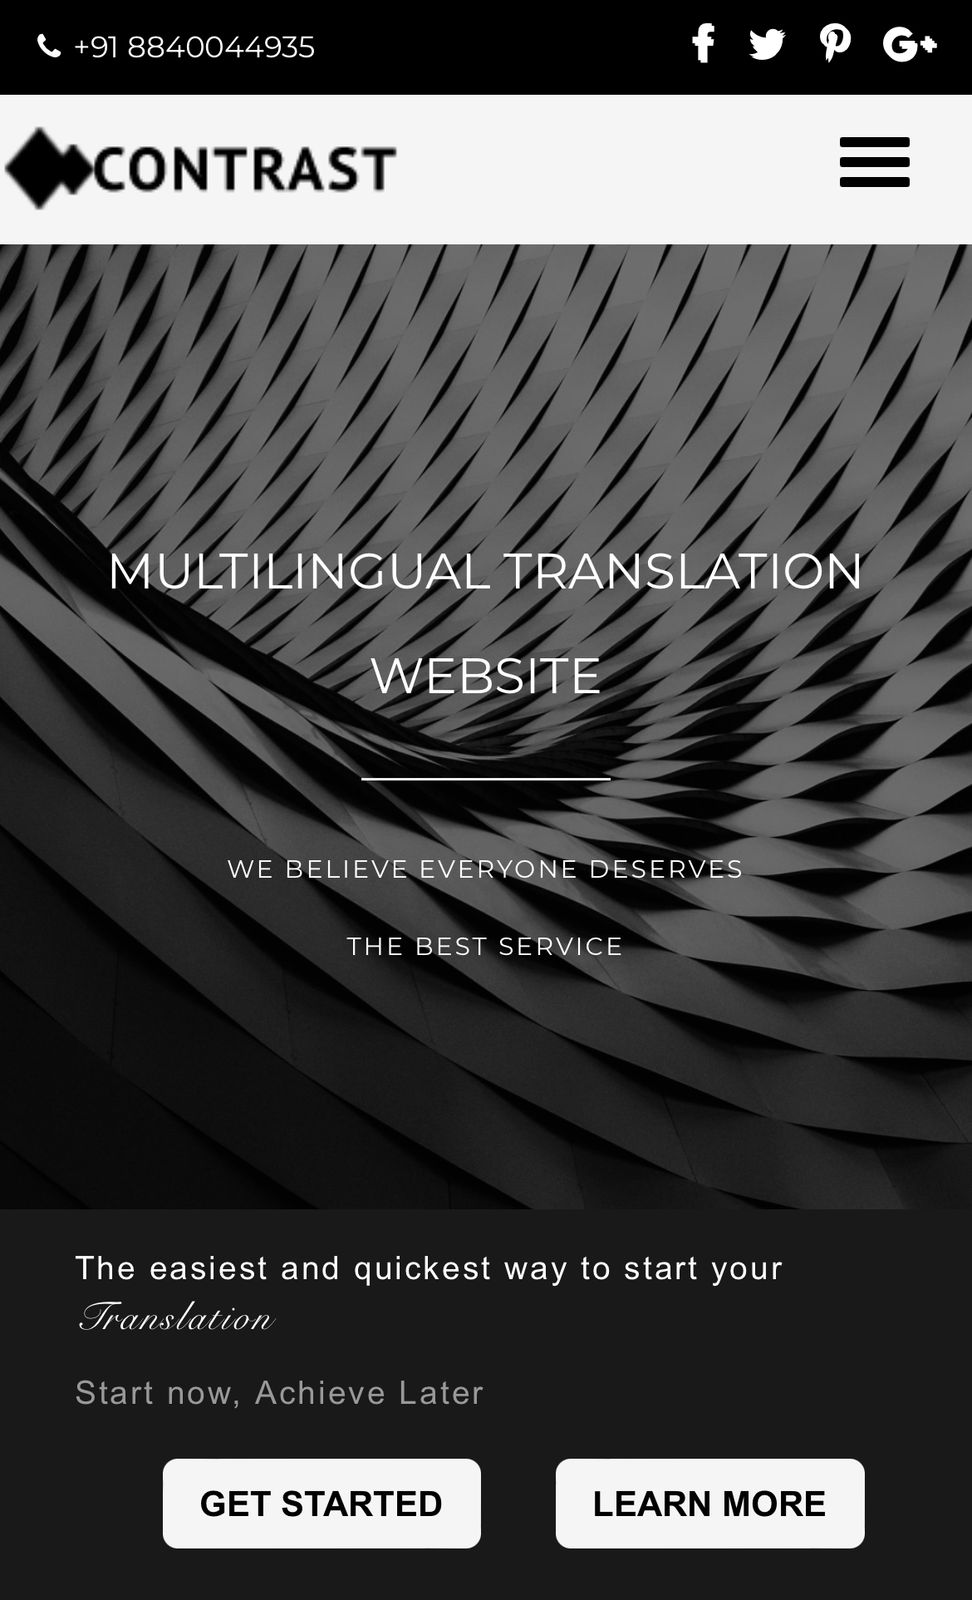 +91 8840044935
CONTRAST
MULTILINGUAL TRANSLATION
WEBSITE
WE BELIEVE EVERYONE DESERVES
THE BEST SERVICE
The easiest and quickest way to start your
Translation
Start now, Achieve Later
GET STARTED
LEARN MORE